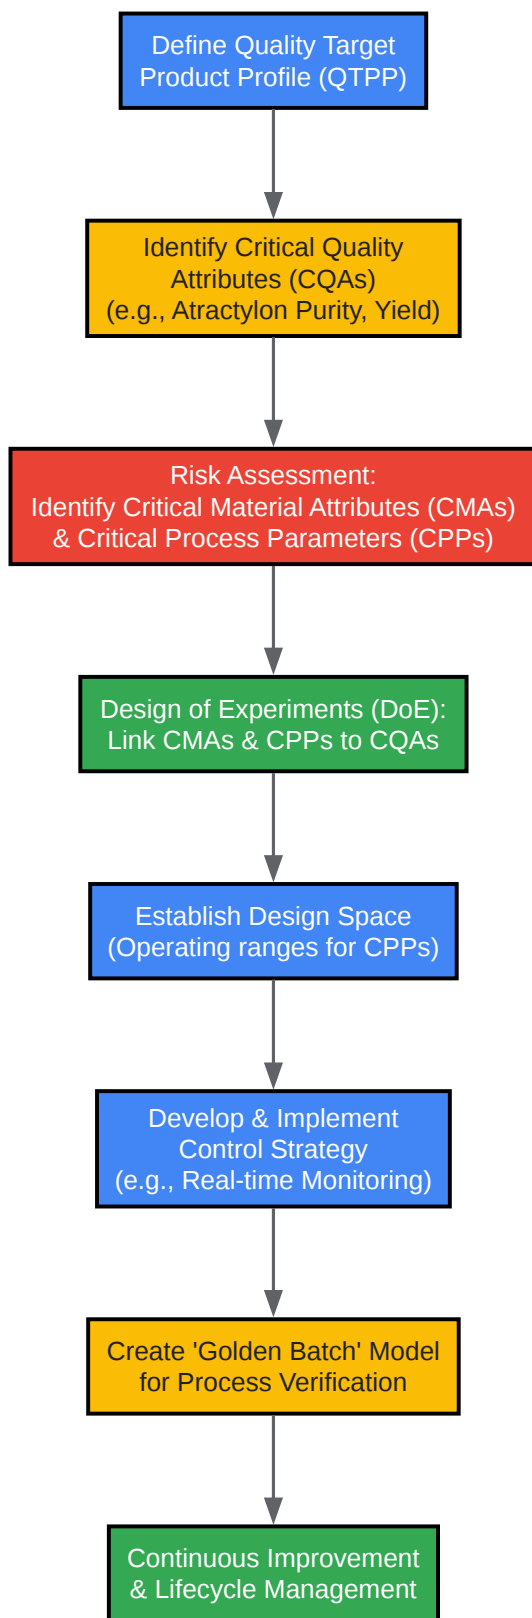 Define Quality Target
Product Profile (QTPP)
Identify Critical Quality
Attributes (CQAs)
(e.g., Atractylon Purity, Yield)
Risk Assessment:
Identify Critical Material Attributes (CMAs)
& Critical Process Parameters (CPPs)
Design of Experiments (DoE):
Link CMAs & CPPs to CQAs
Establish Design Space
(Operating ranges for CPPs)
Develop & Implement
Control Strategy
(e.g., Real-time Monitoring)
Create 'Golden Batch' Model
for Process Verification
Continuous Improvement
& Lifecycle Management